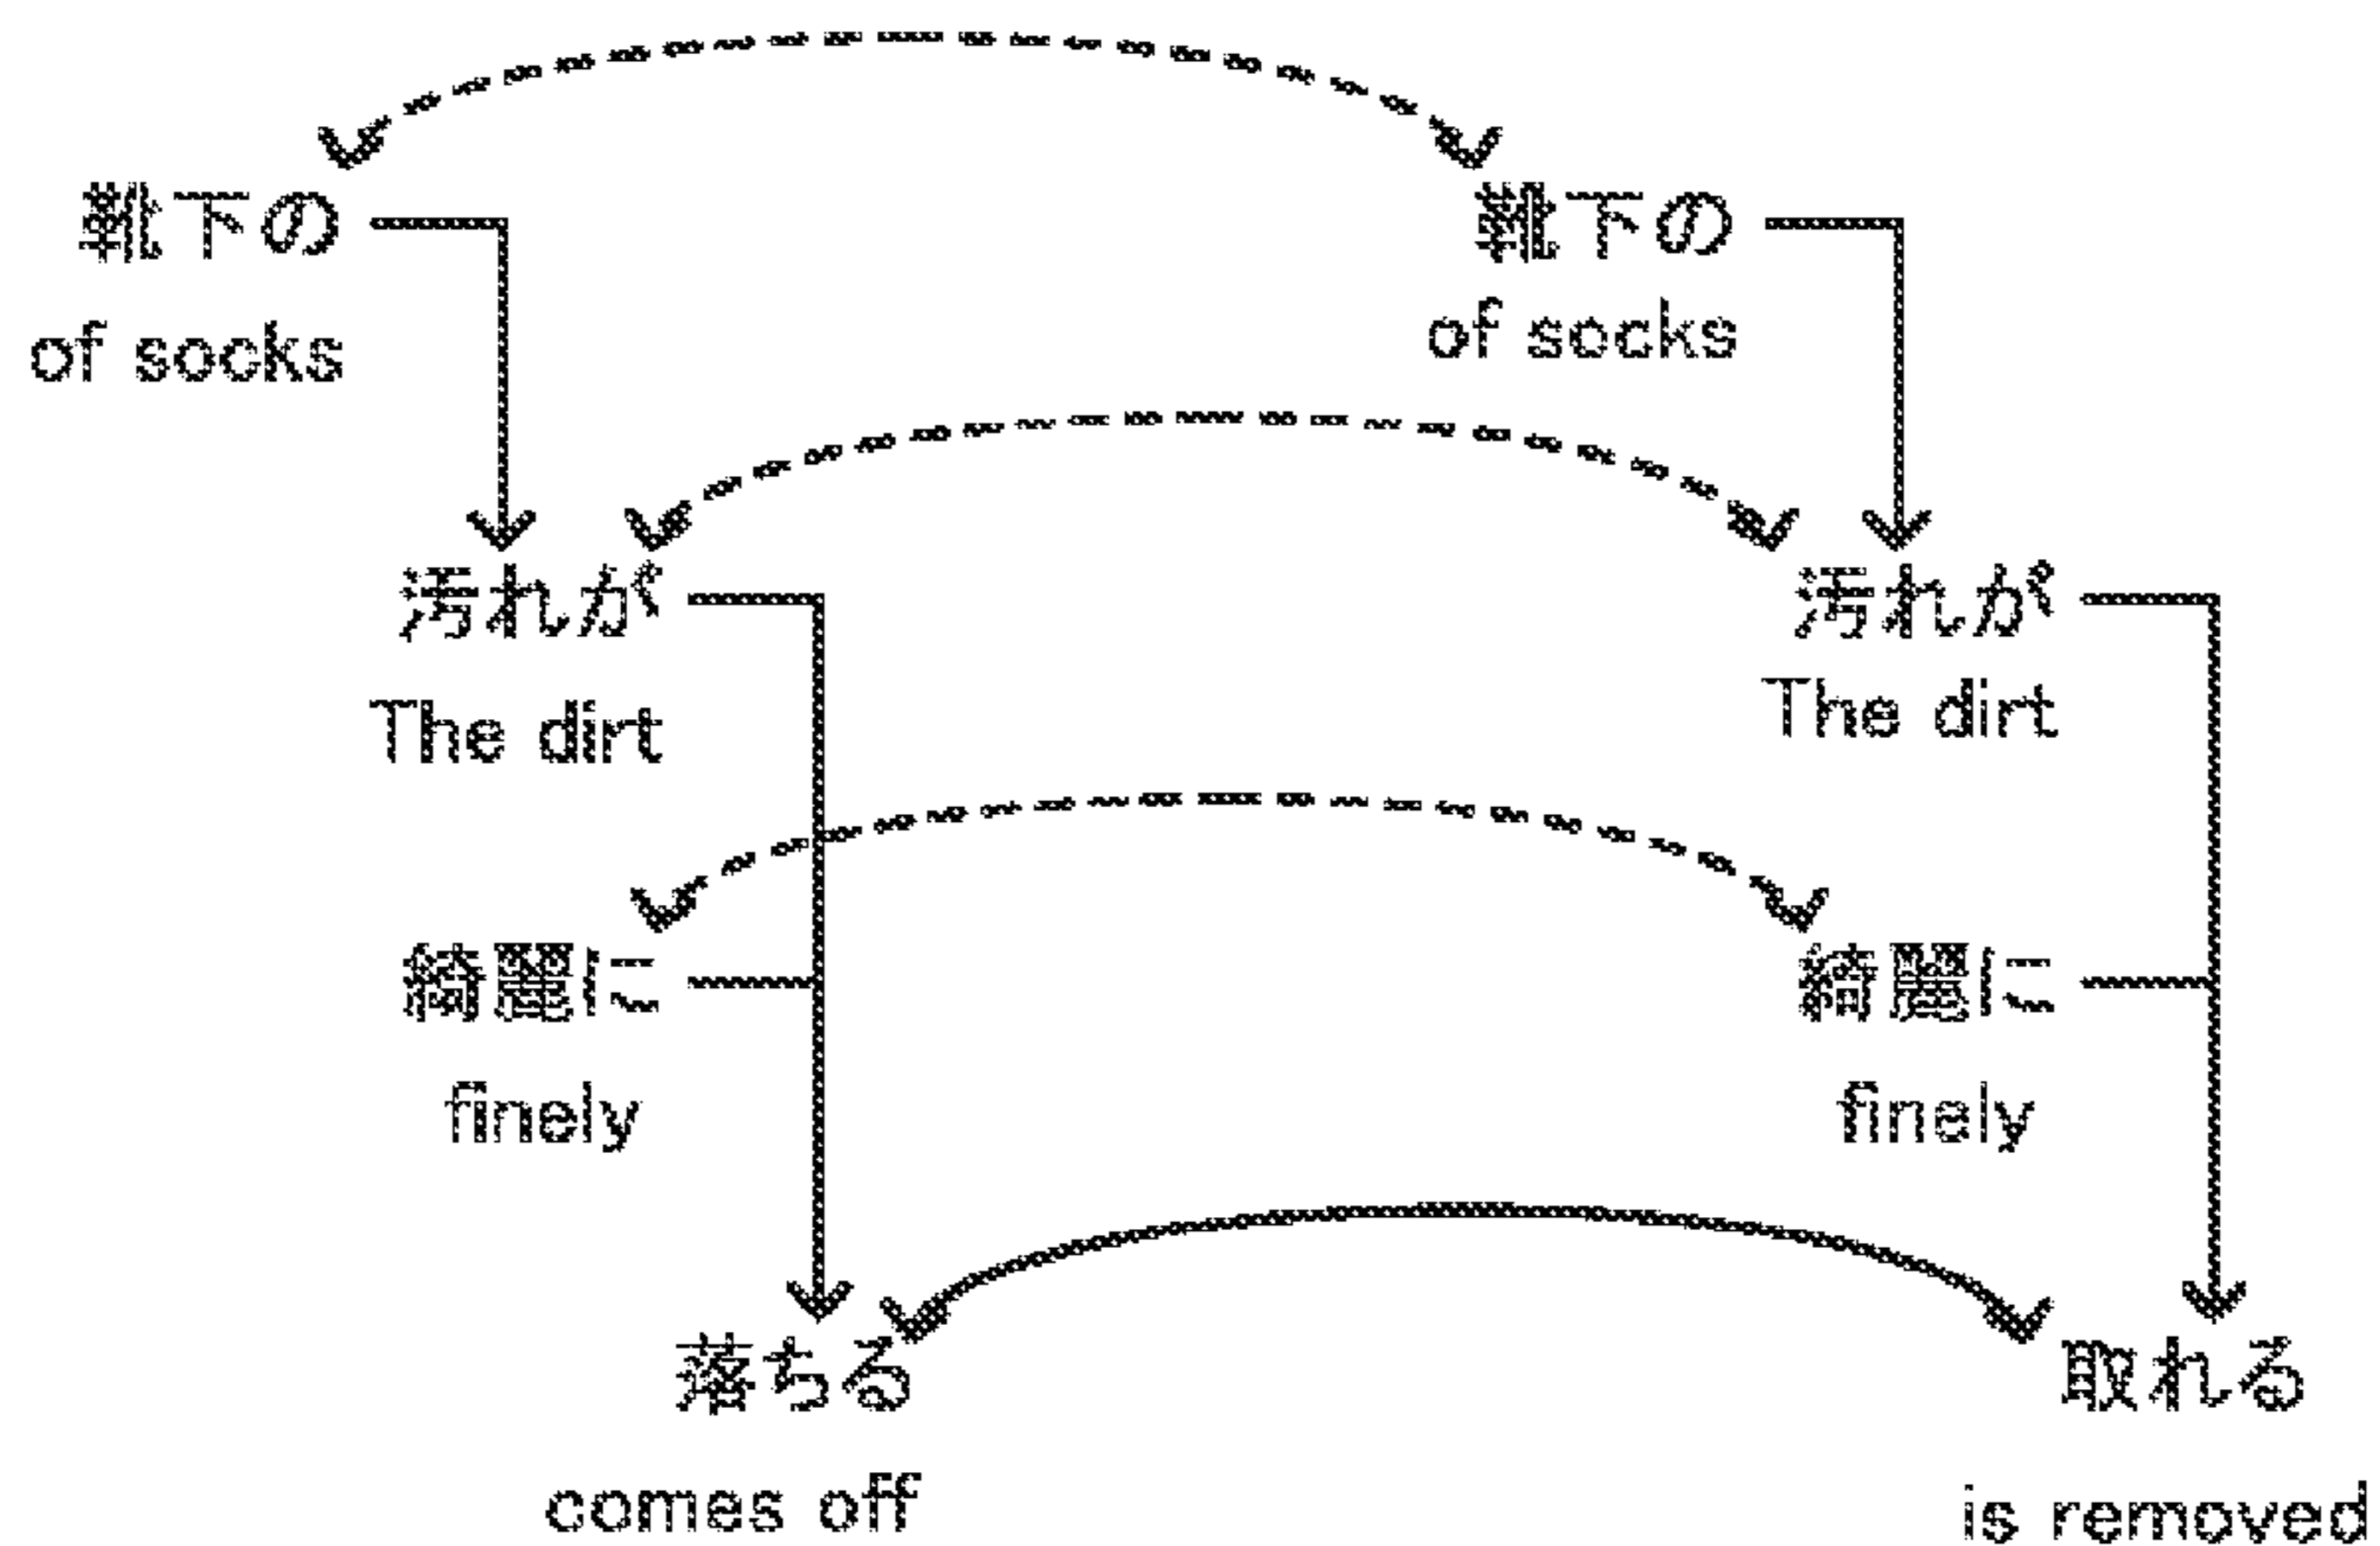 靴下の
of socks
汚れが
The dirt
綺麗に
finely
落ちる
comes off
靴下の
of socks
汚れが
The dirt
綺麗に
finely
取れる
is removed